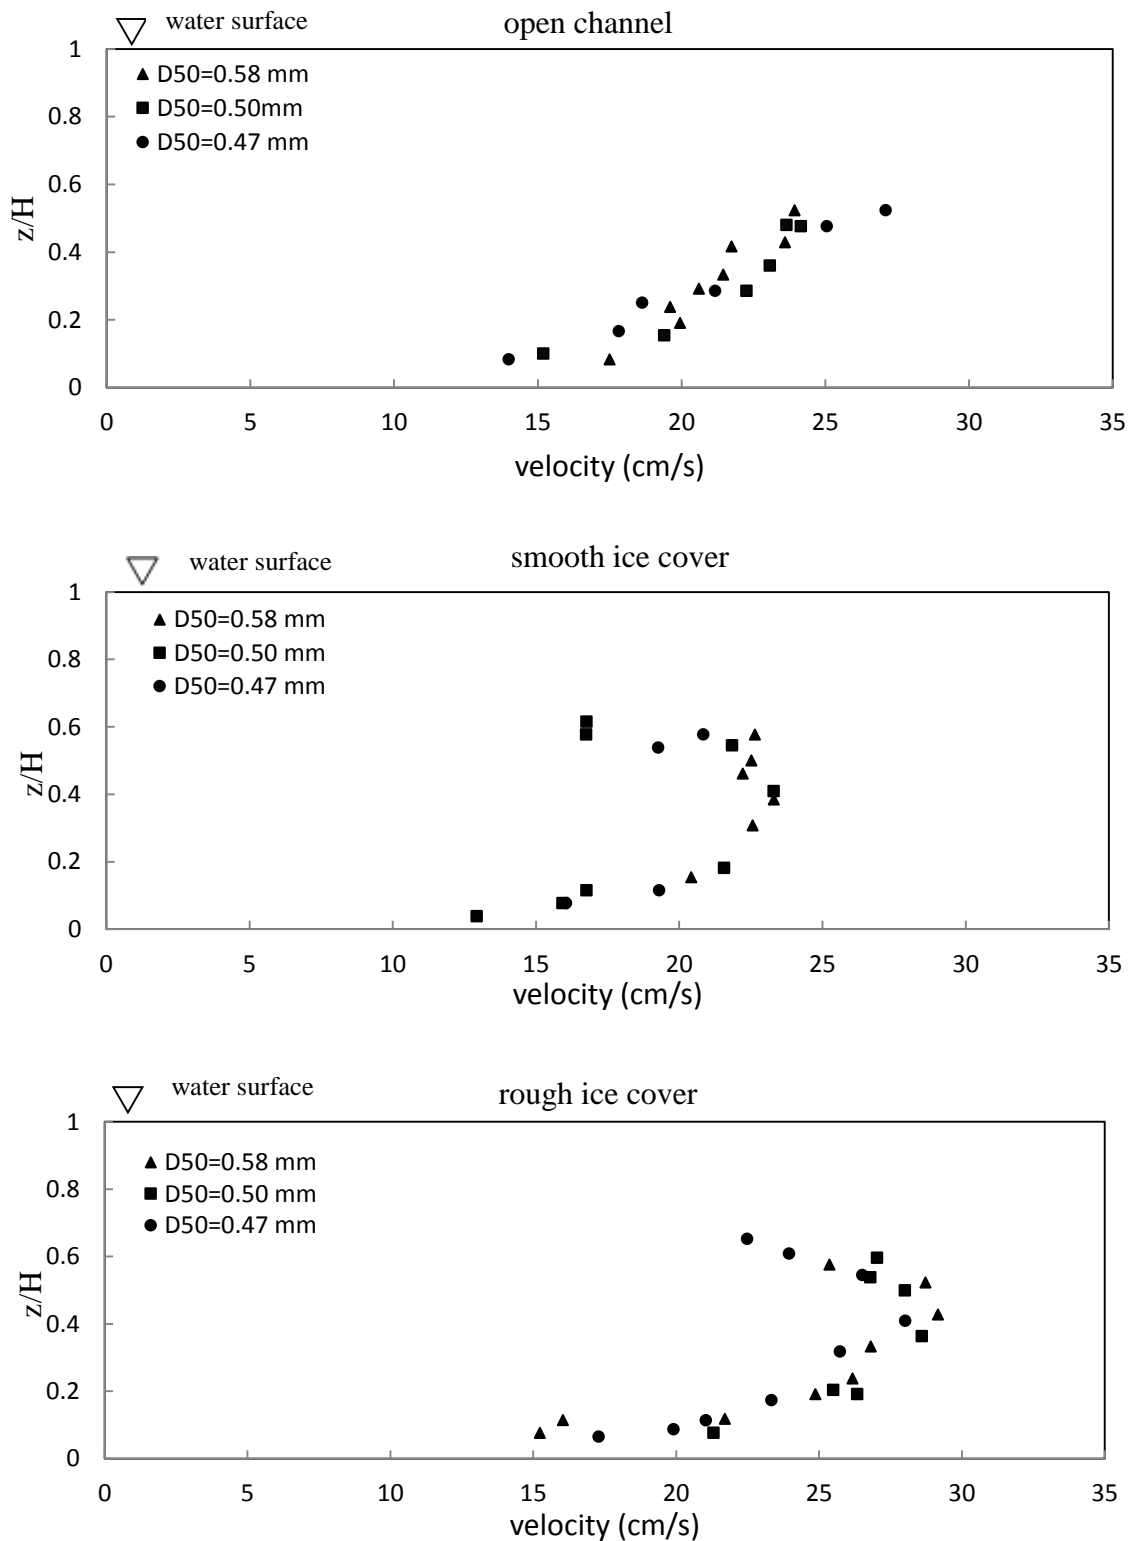 water surface
open channel
1
D50=0.58 mm
0.8
D50=0.50mm
D50=0.47 mm
0.6
z/H
0.4
0.2
0
0 5 10 15 20 25 30 35
velocity (cm/s)
water surface
smooth ice cover
1
D50=0.58 mm
0.8
D50=0.50 mm
D50=0.47 mm
0.6
z/H
0.4
0.2
0
0 5 10 15 20 25 30 35
velocity (cm/s)
water surface
rough ice cover
1
D50=0.58 mm
0.8
D50=0.50 mm
D50=0.47 mm
0.6
z/H
0.4
0.2
0
0 5 10 15 20 25 30 35
velocity (cm/s)